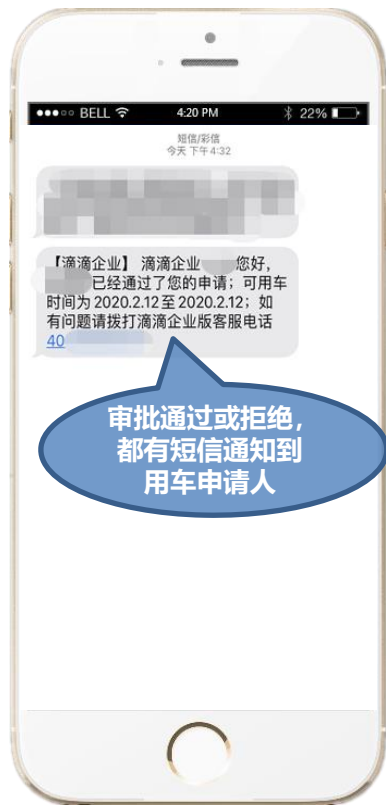 BELL 4:20 PM 22%
短信/彩信
今天 下午 4:32
【滴滴企业】 滴滴企业 您好,
已经通过了您的申请；可用车
时间为 2020.2.12 至 2020.2.12；如
有问题请拨打滴滴企业版客服电话
40
审批通过或拒绝，
都有短信通知到
用车申请人